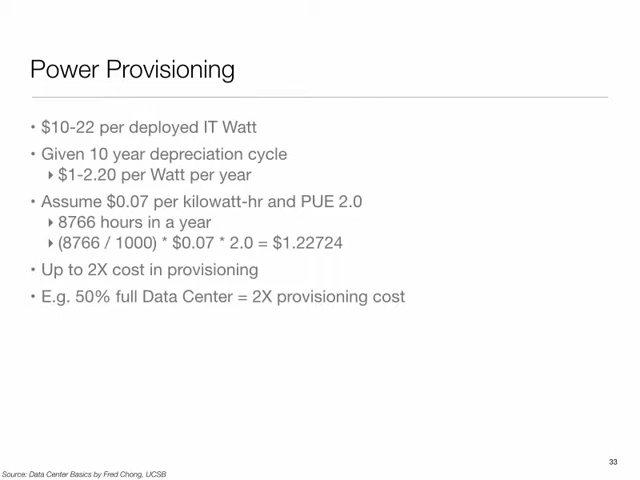 Power Provisioning
• $10-22 per deployed IT Watt
• Given 10 year depreciation cycle
‣ $1-2.20 per Watt per year
• Assume $0.07 per kilowatt-hr and PUE 2.0
‣ 8766 hours in a year
‣ (8766 / 1000) * $0.07 * 2.0 = $1.22724
• Up to 2X cost in provisioning
• E.g. 50% full Data Center = 2X provisioning cost
33
Source: Data Center Basics by Fred Chong, UCSB